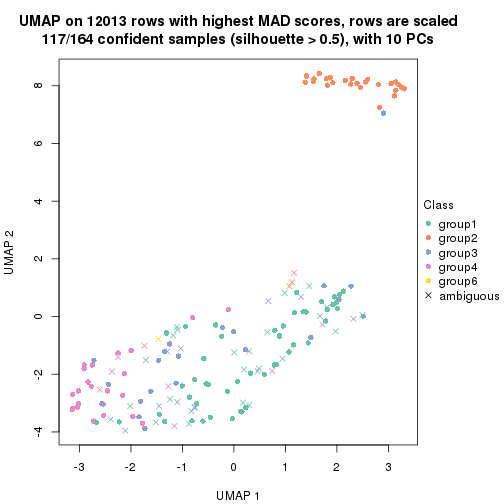 UMAP on 12013 rows with highest MAD scores, rows are scaled
117/164 confident samples (silhouette > 0.5), with 10 PCs
8
6
4
2
0
-2
-4
UMAP 2
-3
-2
-1
0
1
2
3
UMAP 1
Class
group1
group2
group3
group4
group6
ambiguous